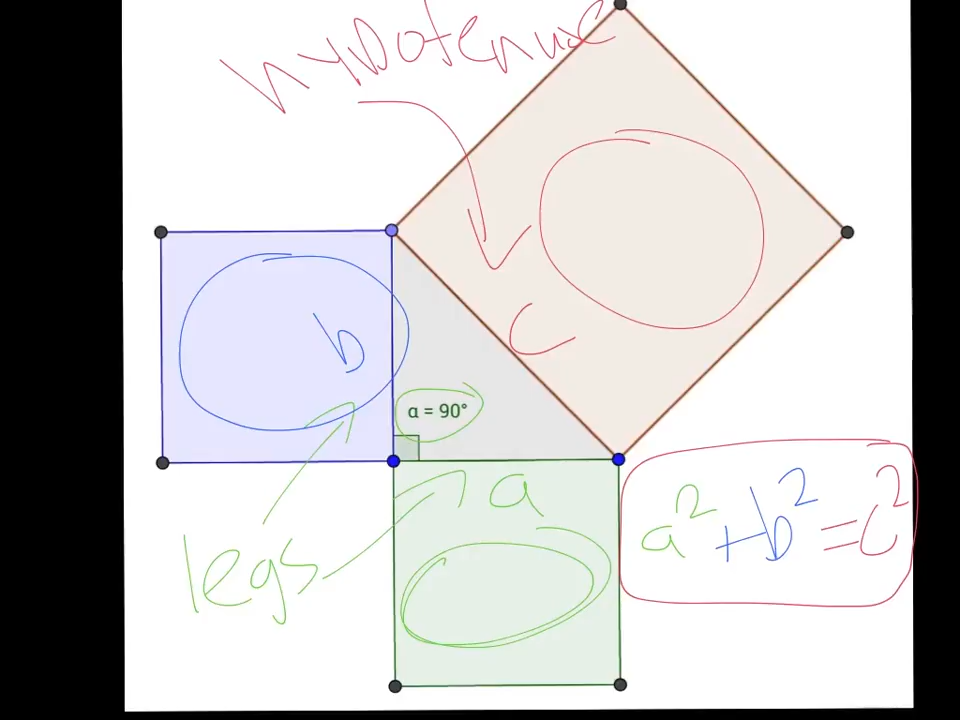 hypotenuse
c
b
α = 90°
a
a² + b² = c²
legs